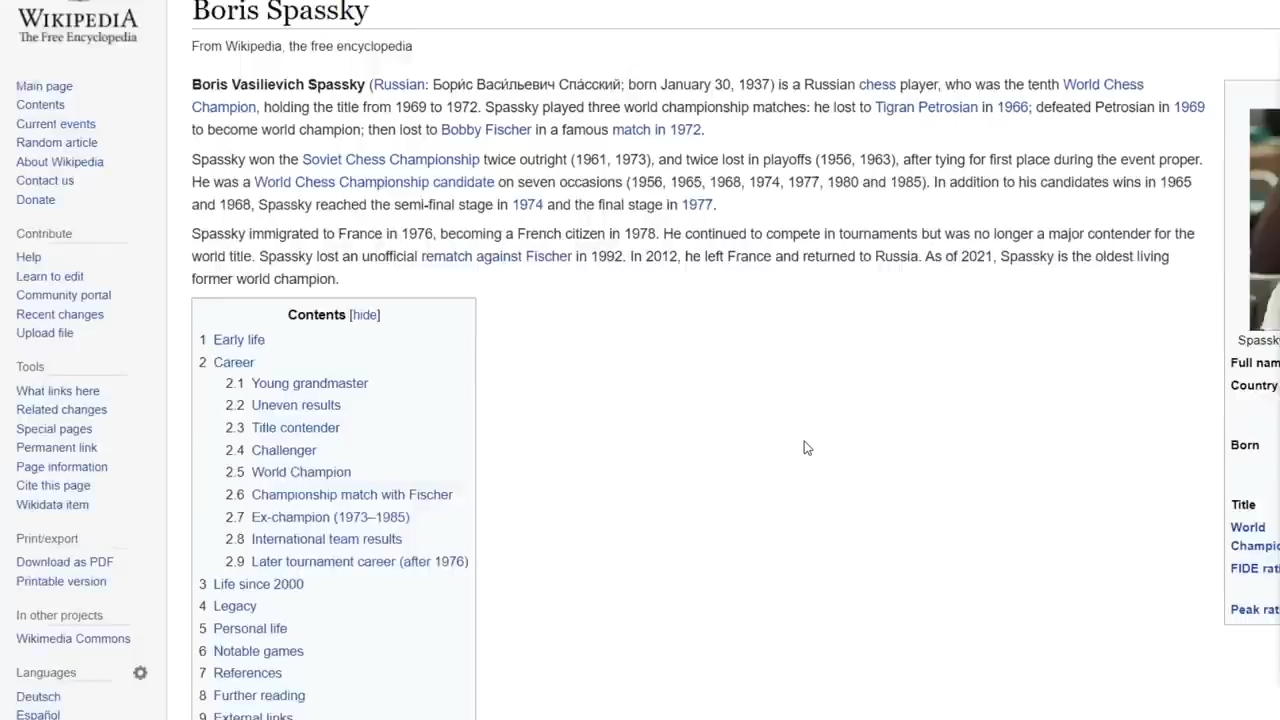 WIKIPEDIA
The Free Encyclopedia
Main page
Contents
Current events
Random article
About Wikipedia
Contact us
Donate
Contribute
Help
Learn to edit
Community portal
Recent changes
Upload file
Tools
What links here
Related changes
Special pages
Permanent link
Page information
Cite this page
Wikidata item
Print/export
Download as PDF
Printable version
In other projects
Wikimedia Commons
Languages
Deutsch
Español
Boris Spassky
From Wikipedia, the free encyclopedia
Boris Vasilievich Spassky (Russian: Бори́с Васи́льевич Спа́сский; born January 30, 1937) is a Russian chess player, who was the tenth World Chess
Champion, holding the title from 1969 to 1972. Spassky played three world championship matches: he lost to Tigran Petrosian in 1966; defeated Petrosian in 1969
to become world champion; then lost to Bobby Fischer in a famous match in 1972.
Spassky won the Soviet Chess Championship twice outright (1961, 1973), and twice lost in playoffs (1956, 1963), after tying for first place during the event proper.
He was a World Chess Championship candidate on seven occasions (1956, 1965, 1968, 1974, 1977, 1980 and 1985). In addition to his candidates wins in 1965
and 1968, Spassky reached the semi-final stage in 1974 and the final stage in 1977.
Spassky immigrated to France in 1976, becoming a French citizen in 1978. He continued to compete in tournaments but was no longer a major contender for the
world title. Spassky lost an unofficial rematch against Fischer in 1992. In 2012, he left France and returned to Russia. As of 2021, Spassky is the oldest living
former world champion.
Contents [hide]
1 Early life
2 Career
2.1 Young grandmaster
2.2 Uneven results
2.3 Title contender
2.4 Challenger
2.5 World Champion
2.6 Championship match with Fischer
2.7 Ex-champion (1973–1985)
2.8 International team results
2.9 Later tournament career (after 1976)
3 Life since 2000
4 Legacy
5 Personal life
6 Notable games
7 References
8 Further reading
9 External links
Spassky
Full nam
Country
Born
Title
World
Champio
FIDE rati
Peak rat